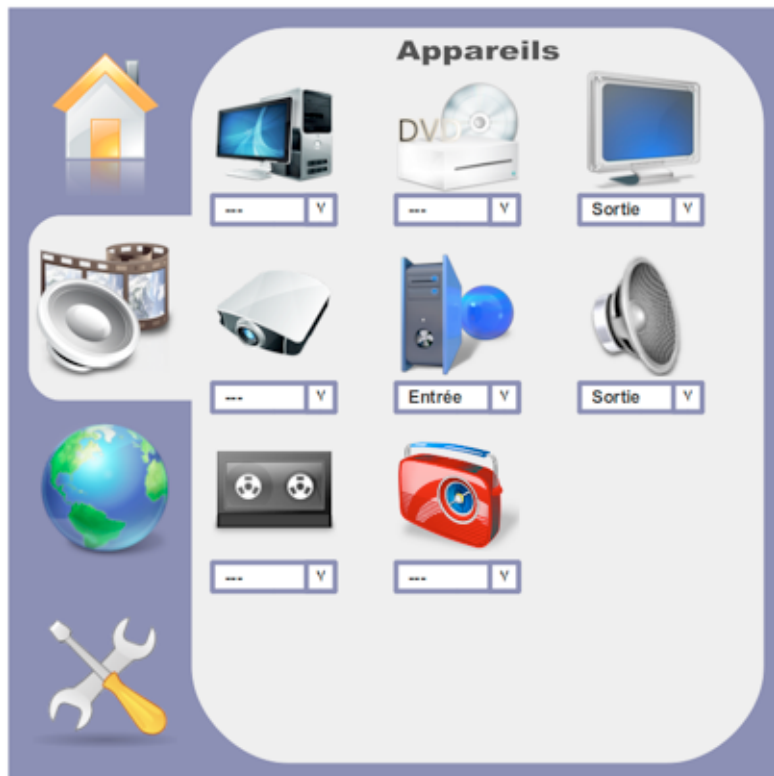 Appareils
DVD
--- V
--- V
Sortie V
--- V
Entrée V
Sortie V
--- V
--- V